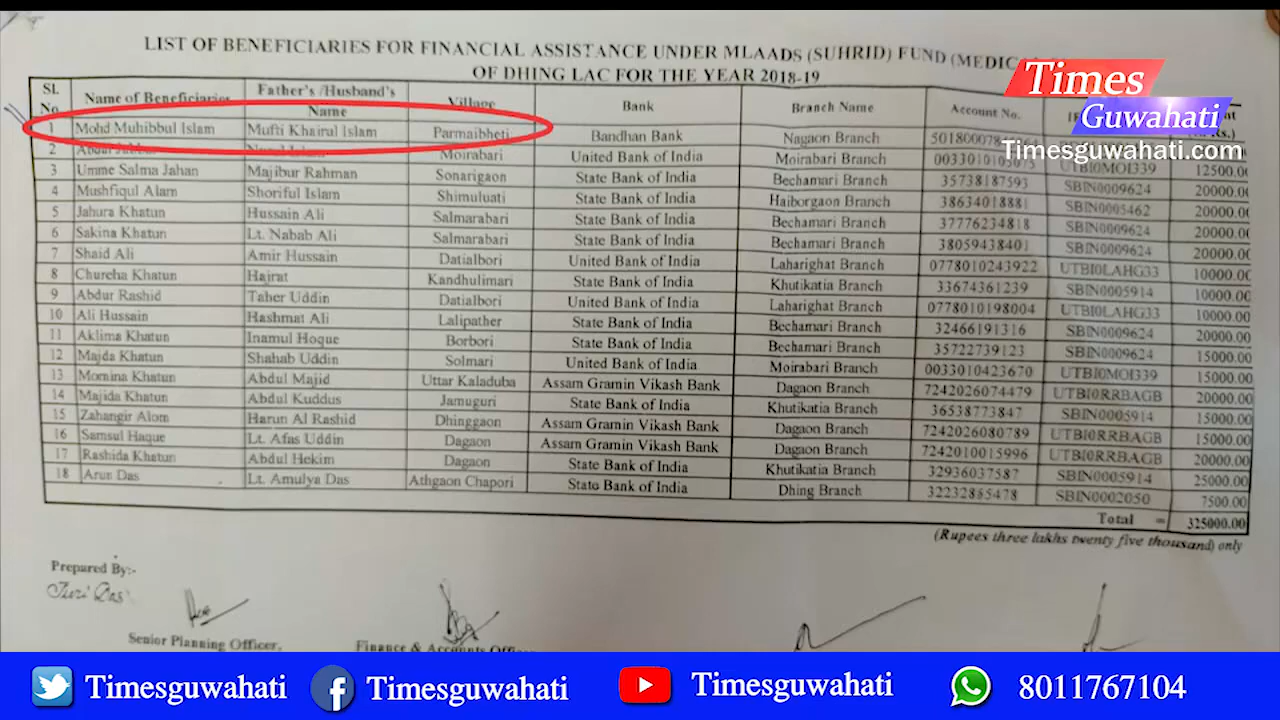 LIST OF BENEFICIARIES FOR FINANCIAL ASSISTANCE UNDER MLAADS (SUHRID) FUND
OF DHING LAC FOR THE YEAR 2018-19
Times
Guwahati
Timesguwahati.com
Sl. No. Name of Beneficiaries Father's /Husband's Name Village Bank Branch Name Account No. Rs.)
1 Mohd Muhibbul Islam Mufti Khairul Islam Parmaibheti Bandhan Bank Nagaon Branch
2 Moirabari United Bank of India Moirabari Branch UTBI0MOI339 12500.00
3 Umme Salma Jahan Majibur Rahman Sonarigaon State Bank of India Bechamari Branch 35738187593 SBIN0009624 20000.00
4 Mushfiqul Alam Shoriful Islam Shimuluati State Bank of India Haiborgaon Branch 38634018881 SBIN0005462 20000.00
5 Jahura Khatun Hussain Ali Salmarabari State Bank of India Bechamari Branch 37776234818 SBIN0009624 20000.00
6 Sakina Khatun Lt. Nabab Ali Salmarabari State Bank of India Bechamari Branch 38059438401 SBIN0009624 20000.00
7 Shaid Ali Amir Hussain Datialbori United Bank of India Laharighat Branch 0778010243922 UTBI0LAHG33 10000.00
8 Churcha Khatun Hajrat Kandhulimari State Bank of India Khutikatia Branch 33674361239 SBIN0005914 10000.00
9 Abdur Rashid Taher Uddin Datialbori United Bank of India Laharighat Branch 0778010198004 UTBI0LAHG33 10000.00
10 Ali Hussain Hashmat Ali Lalipather State Bank of India Bechamari Branch 32466191316 SBIN0009624 20000.00
11 Aklima Khatun Inamul Hoque Borbori State Bank of India Bechamari Branch 35722739123 SBIN0009624 15000.00
12 Majda Khatun Shahab Uddin Solmari United Bank of India Moirabari Branch 0033010423670 UTBI0MOI339 15000.00
13 Momina Khatun Abdul Majid Uttar Kaladuba Assam Gramin Vikash Bank Dagaon Branch 7242026074479 UTBI0RRBAGB 20000.00
14 Majida Khatun Abdul Kuddus Jamuguri State Bank of India Khutikatia Branch 36538773847 SBIN0005914 15000.00
15 Zahangir Alom Harun Al Rashid Dhinggaon Assam Gramin Vikash Bank Dagaon Branch 7242026080789 UTBI0RRBAGB 15000.00
16 Samsul Haque Lt. Afas Uddin Dagaon Assam Gramin Vikash Bank Dagaon Branch 7242010015996 UTBI0RRBAGB 20000.00
17 Rashida Khatun Abdul Hekim Dagaon State Bank of India Khutikatia Branch 32936037587 SBIN0005914 25000.00
18 Arun Das Lt. Amulya Das Athgaon Chapori State Bank of India Dhing Branch 32232865478 SBIN0002050 7500.00
Total = 325000.00
(Rupees three lakhs twenty five thousand) only
Prepared By:-
Senior Planning Officer,
Finance & Accounts
Timesguwahati Timesguwahati Timesguwahati 8011767104